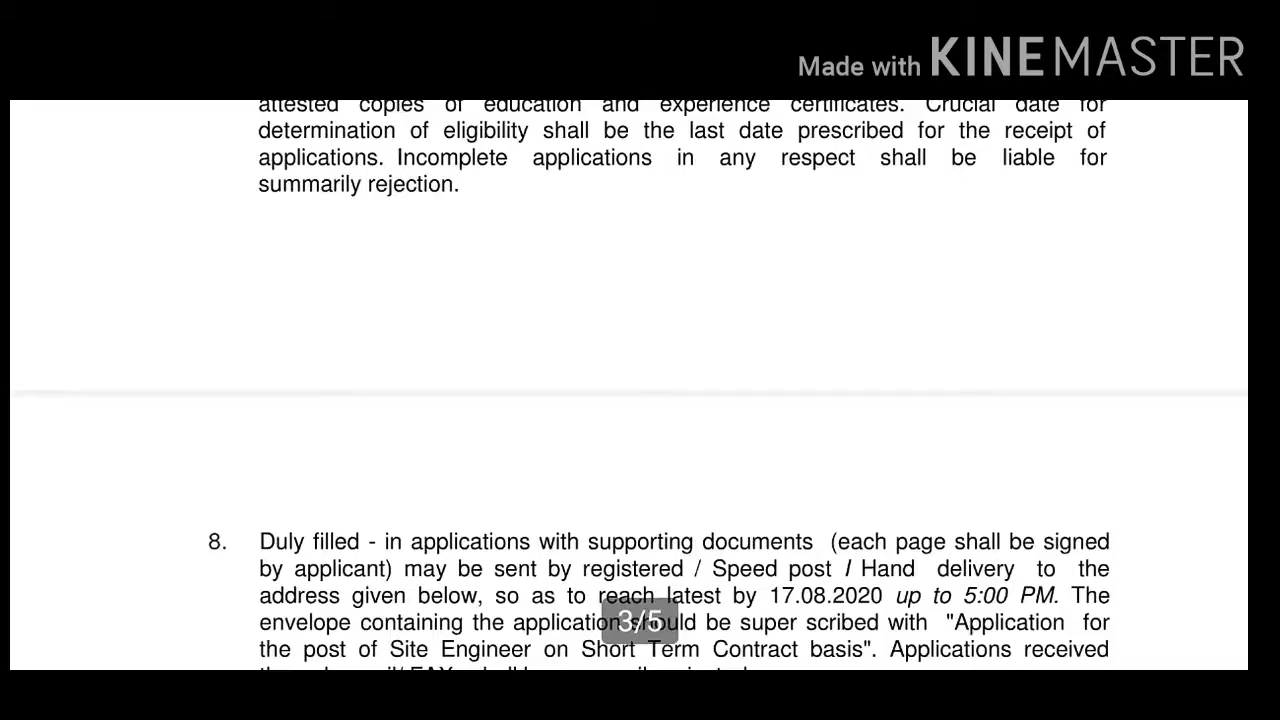 Made with KINEMASTER
attested copies of education and experience certificates. Crucial date for
determination of eligibility shall be the last date prescribed for the receipt of
applications. Incomplete applications in any respect shall be liable for
summarily rejection.
8. Duly filled - in applications with supporting documents (each page shall be signed
by applicant) may be sent by registered / Speed post / Hand delivery to the
address given below, so as to reach latest by 17.08.2020 up to 5:00 PM. The
envelope containing the application should be super scribed with "Application for
3/5
the post of Site Engineer on Short Term Contract basis". Applications received